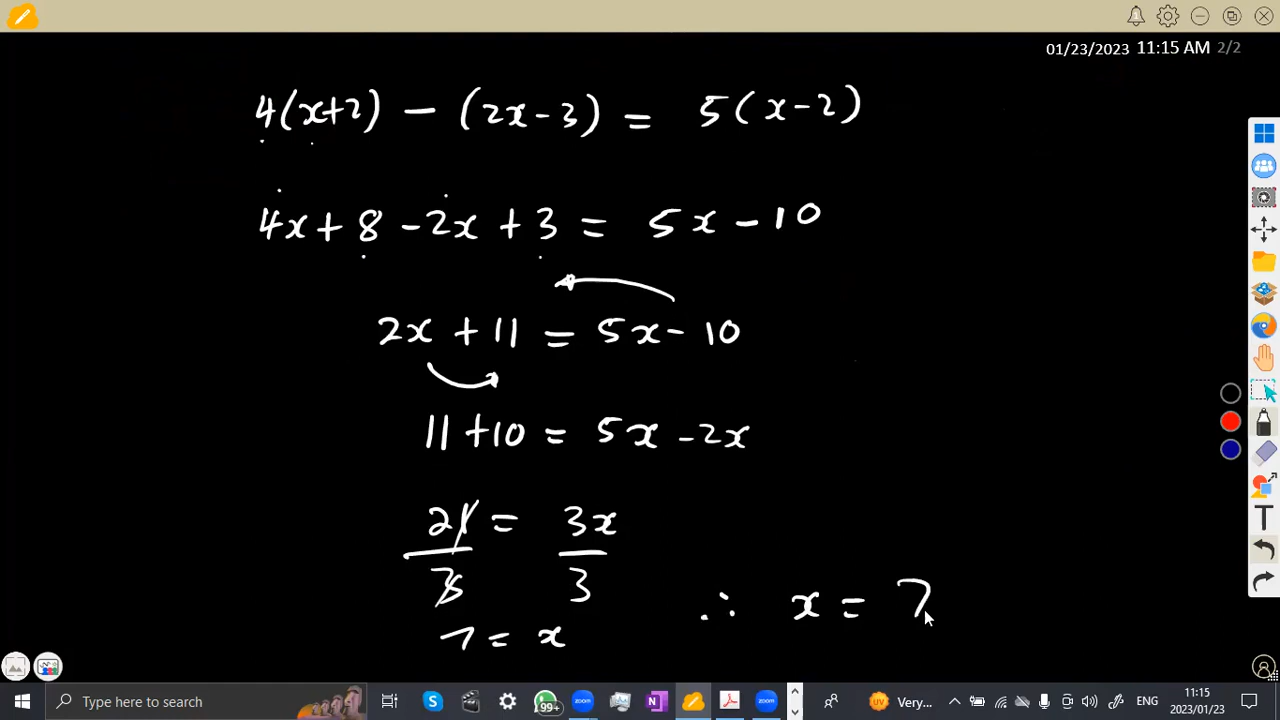 01/23/2023 11:15 AM 2/2
4(x+2) - (2x-3) = 5(x-2)
4x+8 -2x +3 = 5x -10
2x +11 = 5x- 10
11 +10 = 5x -2x
21 = 3x
3 3
7 = x
∴ x = 7
T
Type here to search
99+
Very...
ENG
11:15
2023/01/23